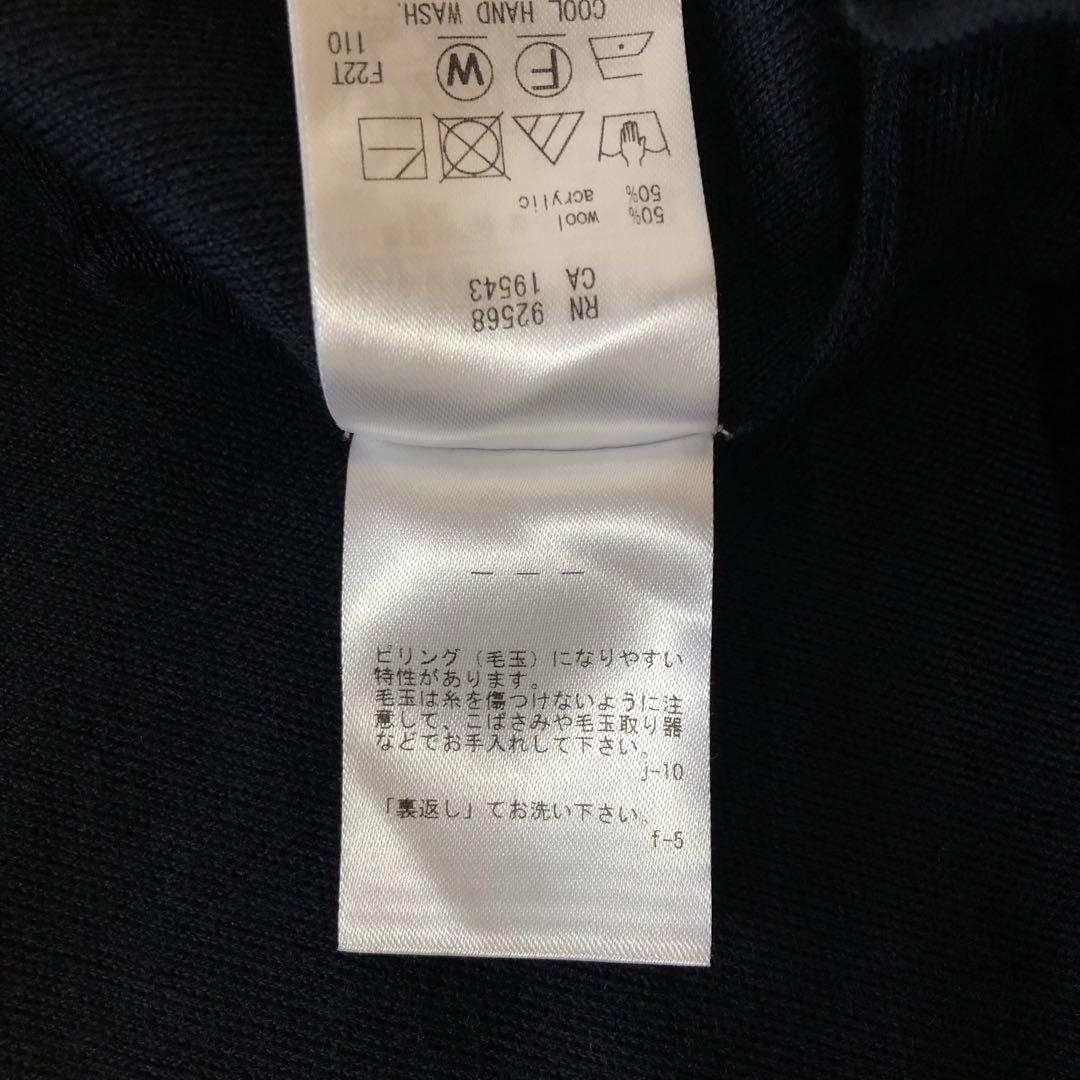 COOL HAND WASH.
F22T
110
W
F
50% wool
50% acrylic
RN 92568
CA 19543
— — —
ピリング（毛玉）になりやすい
特性があります。
毛玉は糸を傷つけないように注
意して、こばさみや毛玉取り器
などでお手入れして下さい。
j-10
「裏返し」でお洗い下さい。
f-5